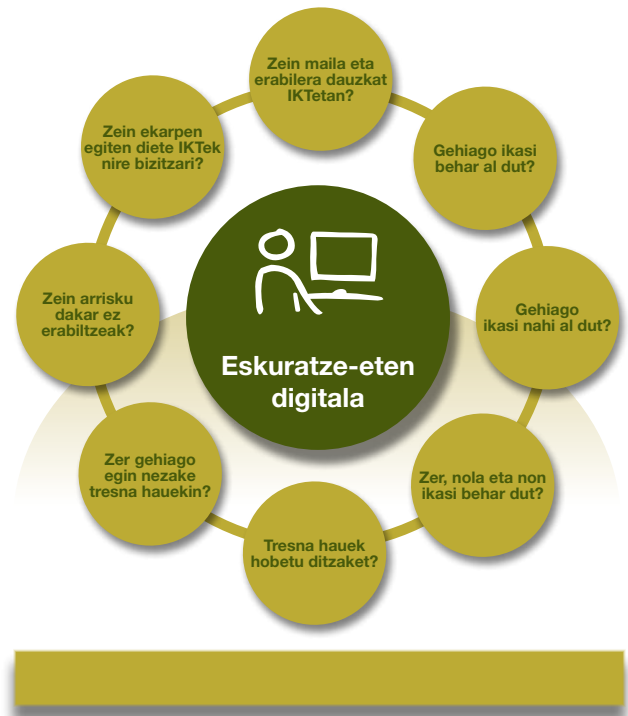 Zein maila eta
erabilera dauzkat
IKTetan?
Gehiago ikasi
behar al dut?
Gehiago
ikasi nahi al dut?
Zer, nola eta non
ikasi behar dut?
Tresna hauek
hobetu ditzaket?
Zer gehiago
egin nezake
tresna hauekin?
Zein arrisku
dakar ez
erabiltzeak?
Zein ekarpen
egiten diete IKTek
nire bizitzari?
Eskuratze-eten
digitala